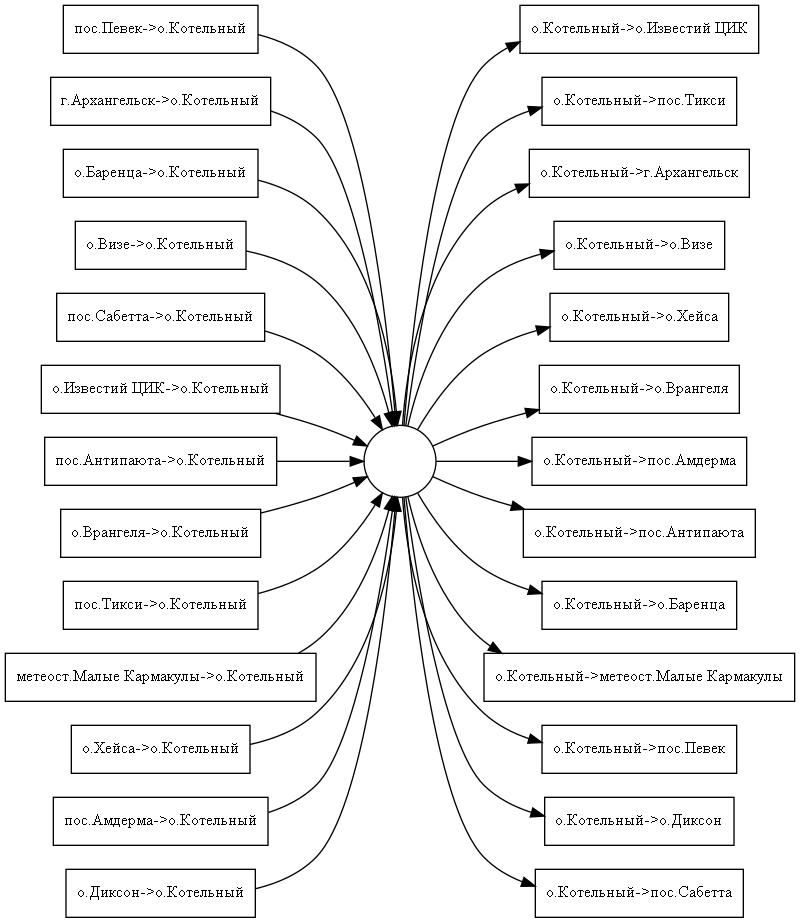 пос.Певек->о.Котельный
г.Архангельск->о.Котельный
о.Баренца->о.Котельный
о.Визе->о.Котельный
пос.Сабетта->о.Котельный
о.Известий ЦИК->о.Котельный
пос.Антипаюта->о.Котельный
о.Врангеля->о.Котельный
пос.Тикси->о.Котельный
метеост.Малые Кармакулы->о.Котельный
о.Хейса->о.Котельный
пос.Амдерма->о.Котельный
о.Диксон->о.Котельный
о.Котельный->о.Известий ЦИК
о.Котельный->пос.Тикси
о.Котельный->г.Архангельск
о.Котельный->о.Визе
о.Котельный->о.Хейса
о.Котельный->о.Врангеля
о.Котельный->пос.Амдерма
о.Котельный->пос.Антипаюта
о.Котельный->о.Баренца
о.Котельный->метеост.Малые Кармакулы
о.Котельный->пос.Певек
о.Котельный->о.Диксон
о.Котельный->пос.Сабетта